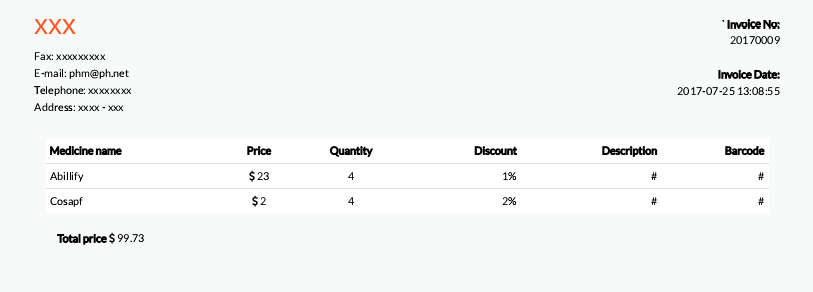 XXX
Fax: xxxxxxxxx
E-mail: phm@ph.net
Telephone: xxxxxxxx
Address: xxxx - xxx
` Invoice No:
20170009
Invoice Date:
2017-07-25 13:08:55
Medicine name Price Quantity Discount Description Barcode
Abillify $ 23 4 1% # #
Cosapf $ 2 4 2% # #
Total price $ 99.73